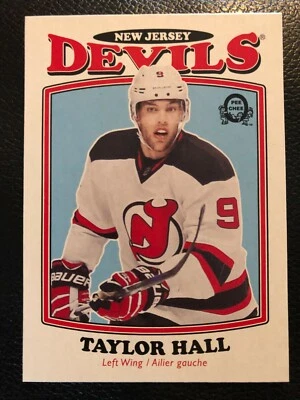 NEW JERSEY
DEVILS®
9
O PEE CHEE
9
BAUER
TAYLOR HALL
Left Wing / Ailier gauche